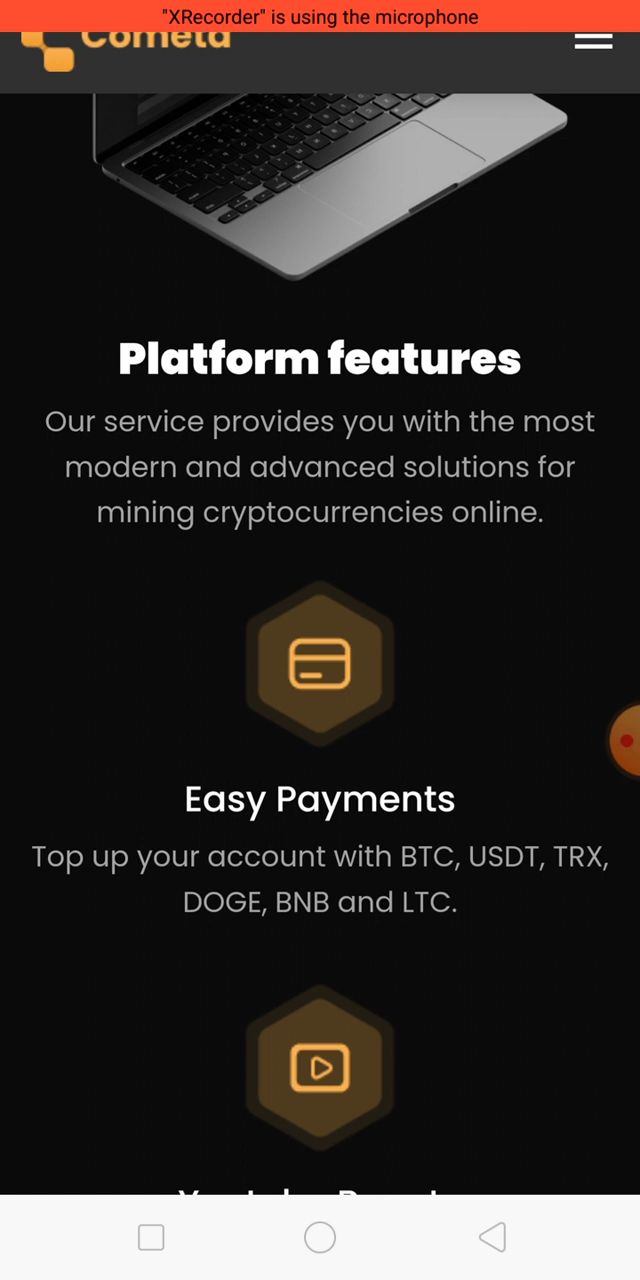 "XRecorder" is using the microphone
Cometa
Platform features
Our service provides you with the most
modern and advanced solutions for
mining cryptocurrencies online.
Easy Payments
Top up your account with BTC, USDT, TRX,
DOGE, BNB and LTC.